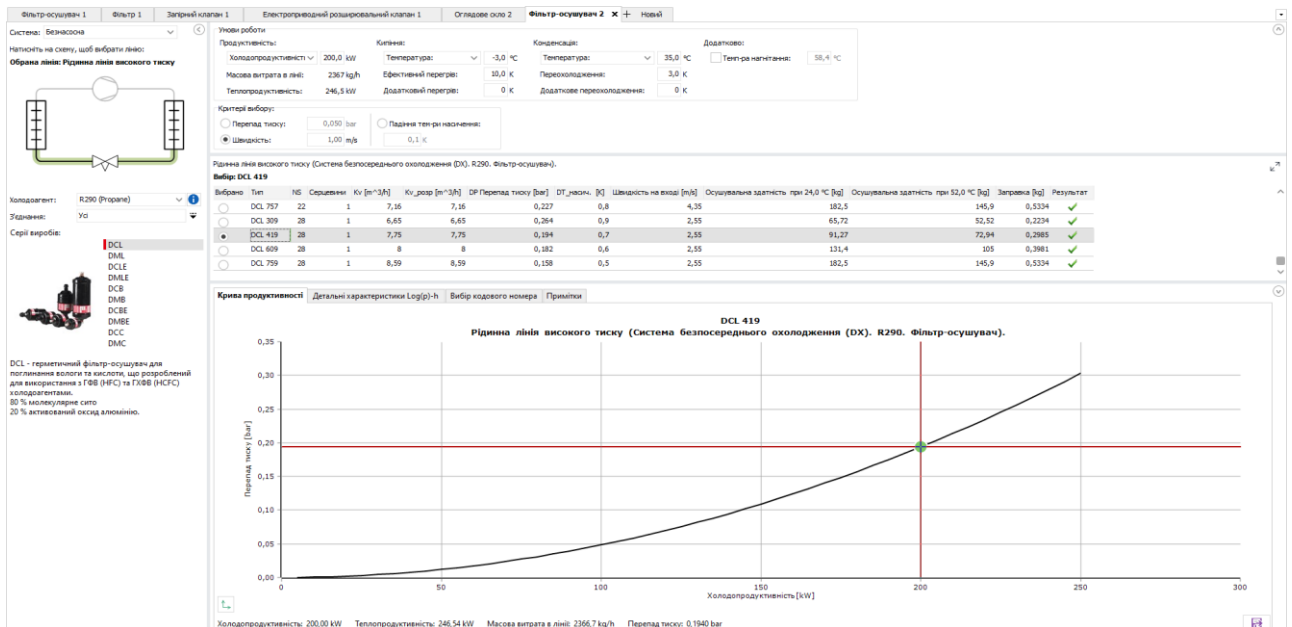 Фільтр-осушувач 1 Фільтр 1 Запірний клапан 1 Електроприводний розширювальний клапан 1 Оглядове скло 2 Фільтр-осушувач 2 × + Новий
Система: Безнасосна
Натисніть на схему, щоб вибрати лінію:
Обрана лінія: Рідинна лінія високого тиску
Холодоагент: R290 (Propane)
З'єднання: Усі
Серії виробів:
DCL
DML
DCLE
DMLE
DCB
DMB
DCBE
DMBE
DCC
DMC
DCL - герметичний фільтр-осушувач для
поглинання вологи та кислоти, що розроблений
для використання з ГФВ (HFC) та ГХФВ (HCFC)
холодоагентами.
80 % молекулярне сито
20 % активований оксид алюмінію.
Умови роботи
Продуктивність: Кипіння: Конденсація: Додатково:
Холодопродуктивністі 200,0 kW Температура: -3,0 °C Температура: 35,0 °C Темп-ра нагнітання: 58,4 °C
Масова витрата в лінії: 2367 kg/h Ефективний перегрів: 10,0 K Переохолодження: 3,0 K
Теплопродуктивність: 246,5 kW Додатковий перегрів: 0 K Додаткове переохолодження: 0 K
Критерії вибору:
Перепад тиску: 0,050 bar Падіння тем-ри насичення:
Швидкість: 1,00 m/s 0,1 K
Рідинна лінія високого тиску (Система безпосереднього охолодження (DX). R290. Фільтр-осушувач).
Вибір: DCL 419
Вибрано Тип NS Серцевини Kv [m^3/h] Kv_розр [m^3/h] DP Перепад тиску [bar] DT_насич. [K] Швидкість на вході [m/s] Осушувальна здатність при 24,0 °C [kg] Осушувальна здатність при 52,0 °C [kg] Заправка [kg] Результат
DCL 757 22 1 7,16 7,16 0,227 0,8 4,35 182,5 145,9 0,5334
DCL 309 28 1 6,65 6,65 0,264 0,9 2,55 65,72 52,52 0,2234
DCL 419 28 1 7,75 7,75 0,194 0,7 2,55 91,27 72,94 0,2985
DCL 609 28 1 8 8 0,182 0,6 2,55 131,4 105 0,3981
DCL 759 28 1 8,59 8,59 0,158 0,5 2,55 182,5 145,9 0,5334
Крива продуктивності Детальні характеристики Log(p)-h Вибір кодового номера Примітки
DCL 419
Рідинна лінія високого тиску (Система безпосереднього охолодження (DX). R290. Фільтр-осушувач).
0,35
0,30
0,25
0,20
0,15
0,10
0,05
0,00
Перепад тиску [bar]
0 50 100 150 200 250 300
Холодопродуктивність [kW]
Холодопродуктивність: 200,00 kW Теплопродуктивність: 246,54 kW Масова витрата в лінії: 2366,7 kg/h Перепад тиску: 0,1940 bar